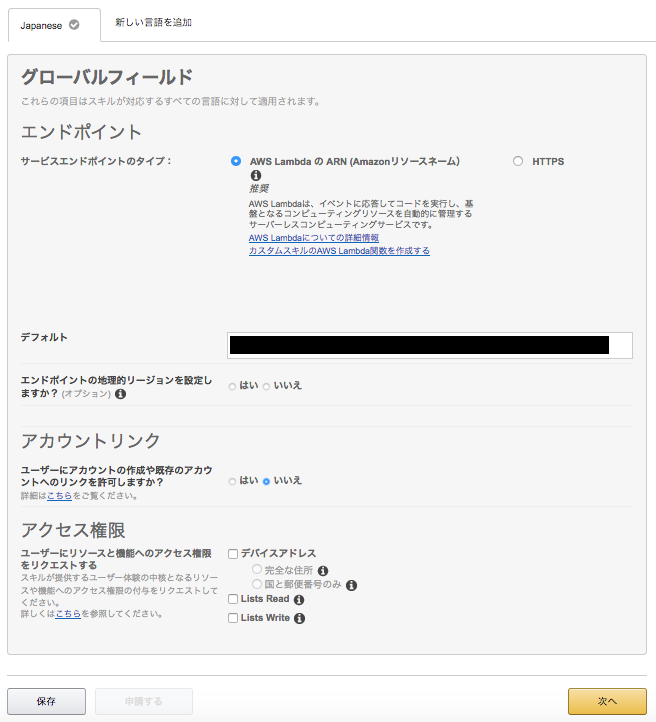 Japanese
新しい言語を追加
グローバルフィールド
これらの項目はスキルが対応するすべての言語に対して適用されます。
エンドポイント
サービスエンドポイントのタイプ：
AWS Lambda の ARN (Amazonリソースネーム)
HTTPS
推奨
AWS Lambdaは、イベントに応答してコードを実行し、基
盤となるコンピューティングリソースを自動的に管理する
サーバーレスコンピューティングサービスです。
AWS Lambdaについての詳細情報
カスタムスキルのAWS Lambda関数を作成する
デフォルト
エンドポイントの地理的リージョンを設定し
ますか？ (オプション)
はい いいえ
アカウントリンク
ユーザーにアカウントの作成や既存のアカウ
ントへのリンクを許可しますか？
詳細はこちらをご覧ください。
はい いいえ
アクセス権限
ユーザーにリソースと機能へのアクセス権限
をリクエストする
スキルが提供するユーザー体験の中核となるリソー
スや機能へのアクセス権限の付与をリクエストして
ください。
詳しくはこちらを参照してください。
デバイスアドレス
完全な住所
国と郵便番号のみ
Lists Read
Lists Write
保存
申請する
次へ